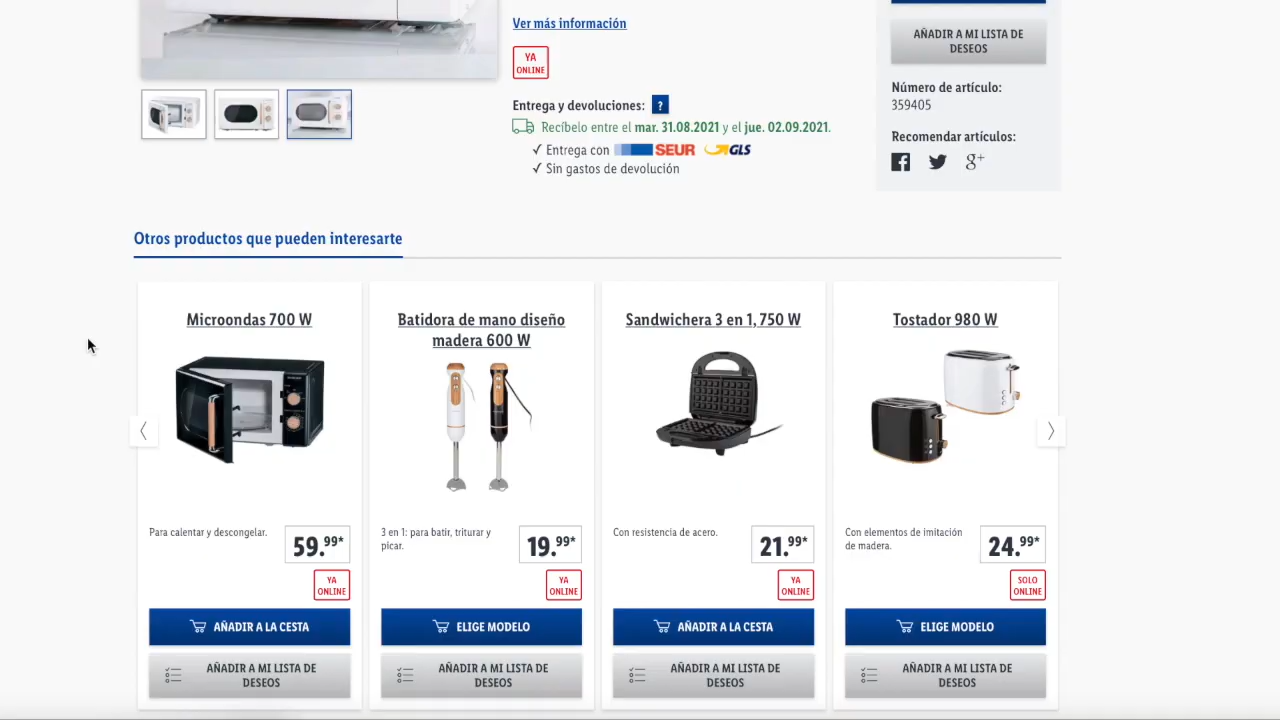 Ver más información
YA
ONLINE
Entrega y devoluciones: ?
Recíbelo entre el mar. 31.08.2021 y el jue. 02.09.2021.
✓ Entrega con SEUR GLS
✓ Sin gastos de devolución
AÑADIR A MI LISTA DE
DESEOS
Número de artículo:
359405
Recomendar artículos:
g+
Otros productos que pueden interesarte
Microondas 700 W
Para calentar y descongelar.
59.99*
YA
ONLINE
AÑADIR A LA CESTA
AÑADIR A MI LISTA DE
DESEOS
Batidora de mano diseño
madera 600 W
3 en 1: para batir, triturar y
picar.
19.99*
YA
ONLINE
ELIGE MODELO
AÑADIR A MI LISTA DE
DESEOS
Sandwichera 3 en 1, 750 W
Con resistencia de acero.
21.99*
YA
ONLINE
AÑADIR A LA CESTA
AÑADIR A MI LISTA DE
DESEOS
Tostador 980 W
Con elementos de imitación
de madera.
24.99*
SOLO
ONLINE
ELIGE MODELO
AÑADIR A MI LISTA DE
DESEOS